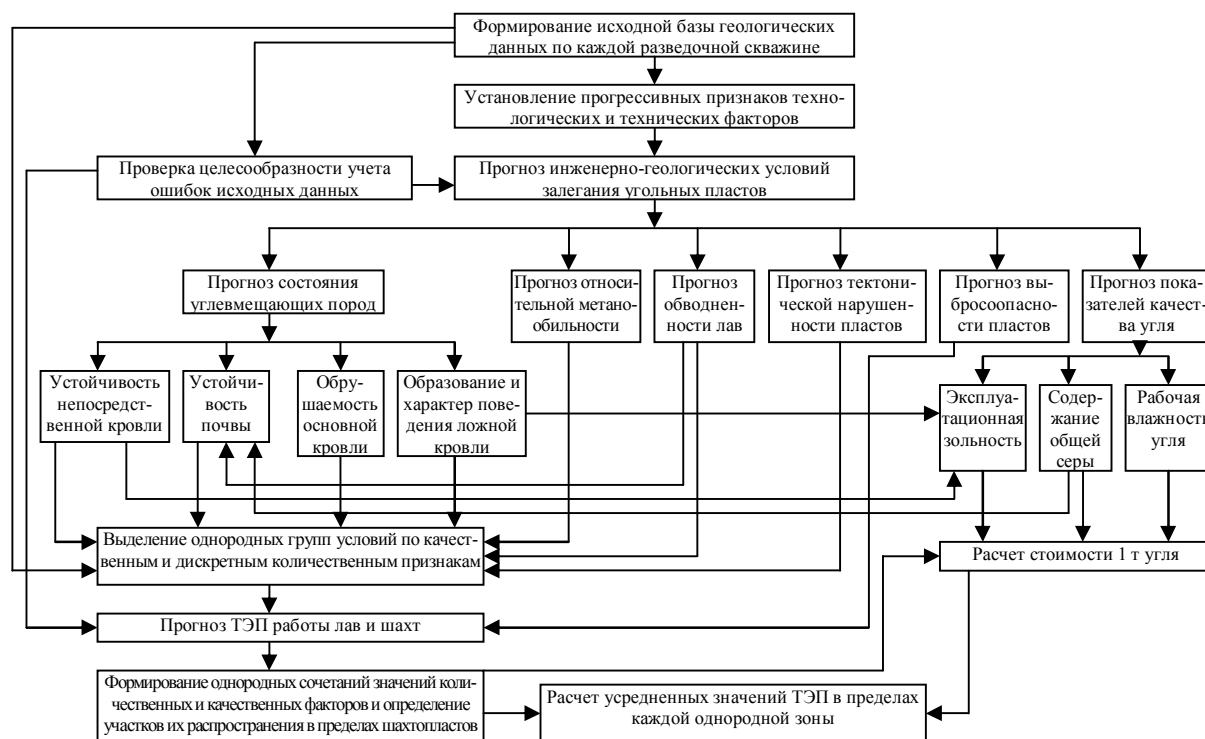 Формирование исходной базы геологических
данных по каждой разведочной скважине
Установление прогрессивных признаков техно-
логических и технических факторов
Проверка целесообразности учета
ошибок исходных данных
Прогноз инженерно-геологических условий
залегания угольных пластов
Прогноз состояния
углевмещающих пород
Прогноз относи-
тельной метано-
обильности
Прогноз
обводнен-
ности лав
Прогноз тектони-
ческой нарушен-
ности пластов
Прогноз вы-
бросоопасно-
сти пластов
Прогноз пока-
зателей качест-
ва угля
Устойчивость
непосредст-
венной кровли
Устойчи-
вость
почвы
Обру-
шаемость
основной
кровли
Образование и
характер пове-
дения ложной
кровли
Эксплуа-
тационная
зольность
Содер-
жание
общей
серы
Рабочая
влажность
угля
Выделение однородных групп условий по качест-
венным и дискретным количественным признакам
Расчет стоимости 1 т угля
Прогноз ТЭП работы лав и шахт
Формирование однородных сочетаний значений коли-
чественных и качественных факторов и определение
участков их распространения в пределах шахтопластов
Расчет усредненных значений ТЭП в пределах
каждой однородной зоны